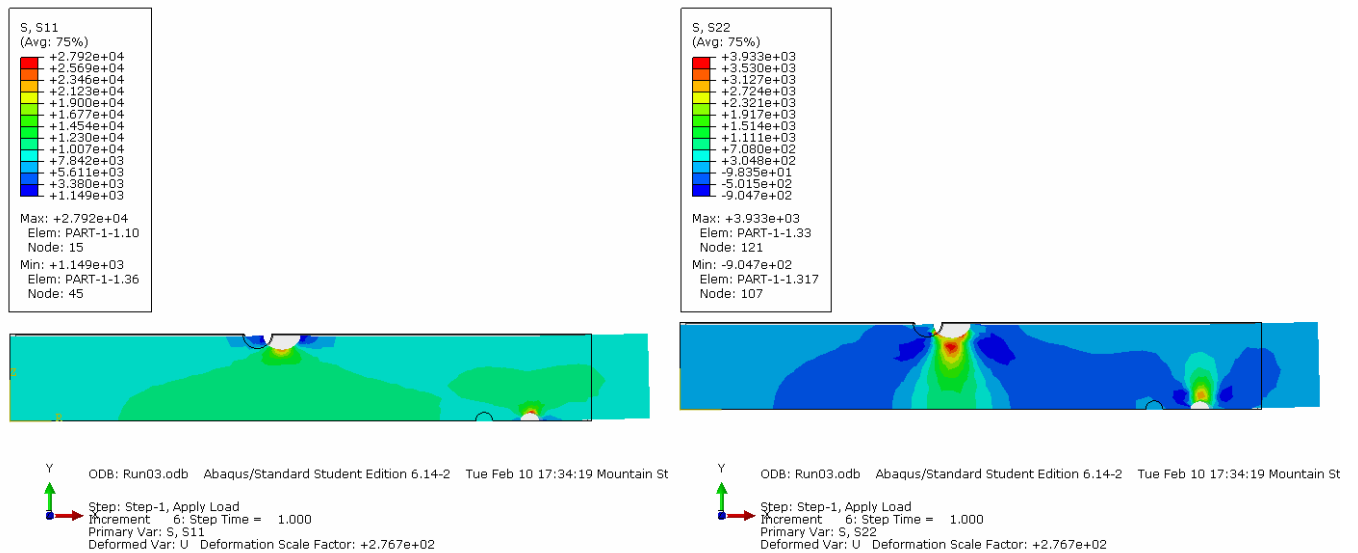 S, S11
(Avg: 75%)
+2.792e+04
+2.569e+04
+2.346e+04
+2.123e+04
+1.900e+04
+1.677e+04
+1.454e+04
+1.230e+04
+1.007e+04
+7.842e+03
+5.611e+03
+3.380e+03
+1.149e+03
Max: +2.792e+04
Elem: PART-1-1.10
Node: 15
Min: +1.149e+03
Elem: PART-1-1.36
Node: 45
Y
X
ODB: Run03.odb Abaqus/Standard Student Edition 6.14-2 Tue Feb 10 17:34:19 Mountain St
Step: Step-1, Apply Load
Increment 6: Step Time = 1.000
Primary Var: S, S11
Deformed Var: U Deformation Scale Factor: +2.767e+02
S, S22
(Avg: 75%)
+3.933e+03
+3.530e+03
+3.127e+03
+2.724e+03
+2.321e+03
+1.917e+03
+1.514e+03
+1.111e+03
+7.080e+02
+3.048e+02
-9.835e+01
-5.015e+02
-9.047e+02
Max: +3.933e+03
Elem: PART-1-1.33
Node: 121
Min: -9.047e+02
Elem: PART-1-1.317
Node: 107
Y
X
ODB: Run03.odb Abaqus/Standard Student Edition 6.14-2 Tue Feb 10 17:34:19 Mountain St
Step: Step-1, Apply Load
Increment 6: Step Time = 1.000
Primary Var: S, S22
Deformed Var: U Deformation Scale Factor: +2.767e+02